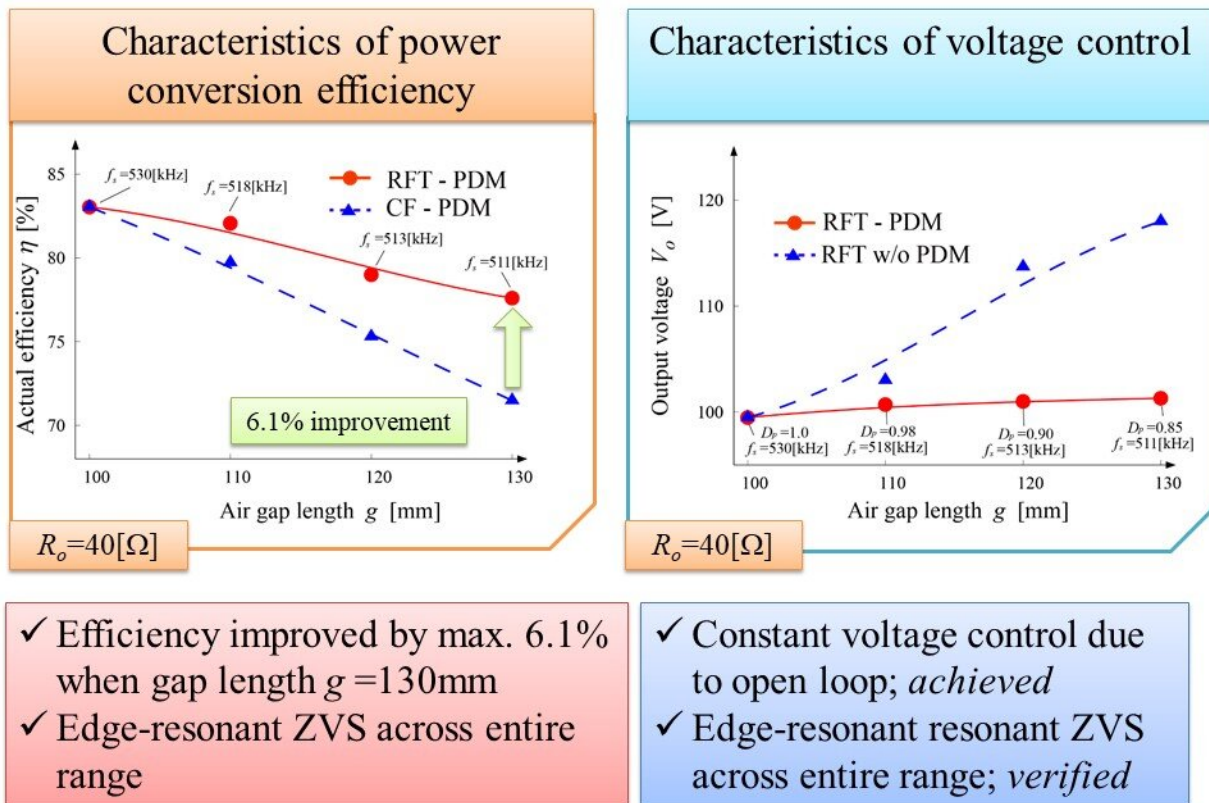 Characteristics of power
conversion efficiency
Actual efficiency η [%]
85
80
75
70
fs =530[kHz]
fs =518[kHz]
fs =513[kHz]
fs =511[kHz]
RFT - PDM
CF - PDM
6.1% improvement
100 110 120 130
Air gap length g [mm]
Ro=40[Ω]
Characteristics of voltage control
Output voltage Vo [V]
120
110
100
RFT - PDM
RFT w/o PDM
DP=1.0
fs =530[kHz]
DP=0.98
fs =518[kHz]
DP=0.90
fs =513[kHz]
DP=0.85
fs =511[kHz]
100 110 120 130
Air gap length g [mm]
Ro=40[Ω]
✓ Efficiency improved by max. 6.1%
when gap length g =130mm
✓ Edge-resonant ZVS across entire
range
✓ Constant voltage control due
to open loop; achieved
✓ Edge-resonant resonant ZVS
across entire range; verified